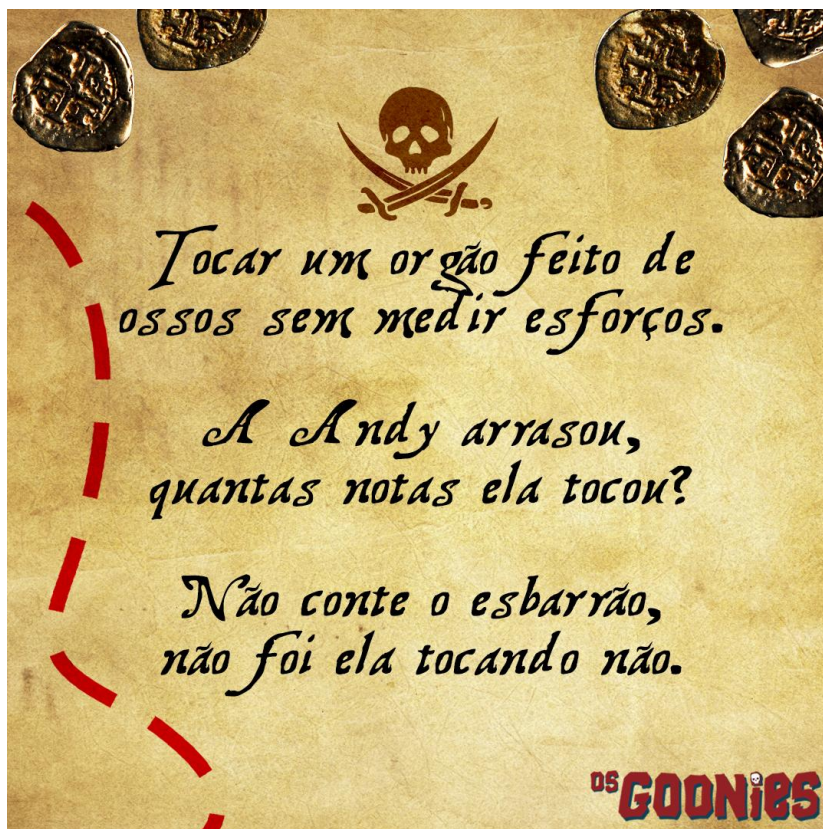 Tocar um orgão feito de
ossos sem medir esforços.
A Andy arrasou,
quantas notas ela tocou?
Não conte o esbarrão,
não foi ela tocando não.
OS GOONiES